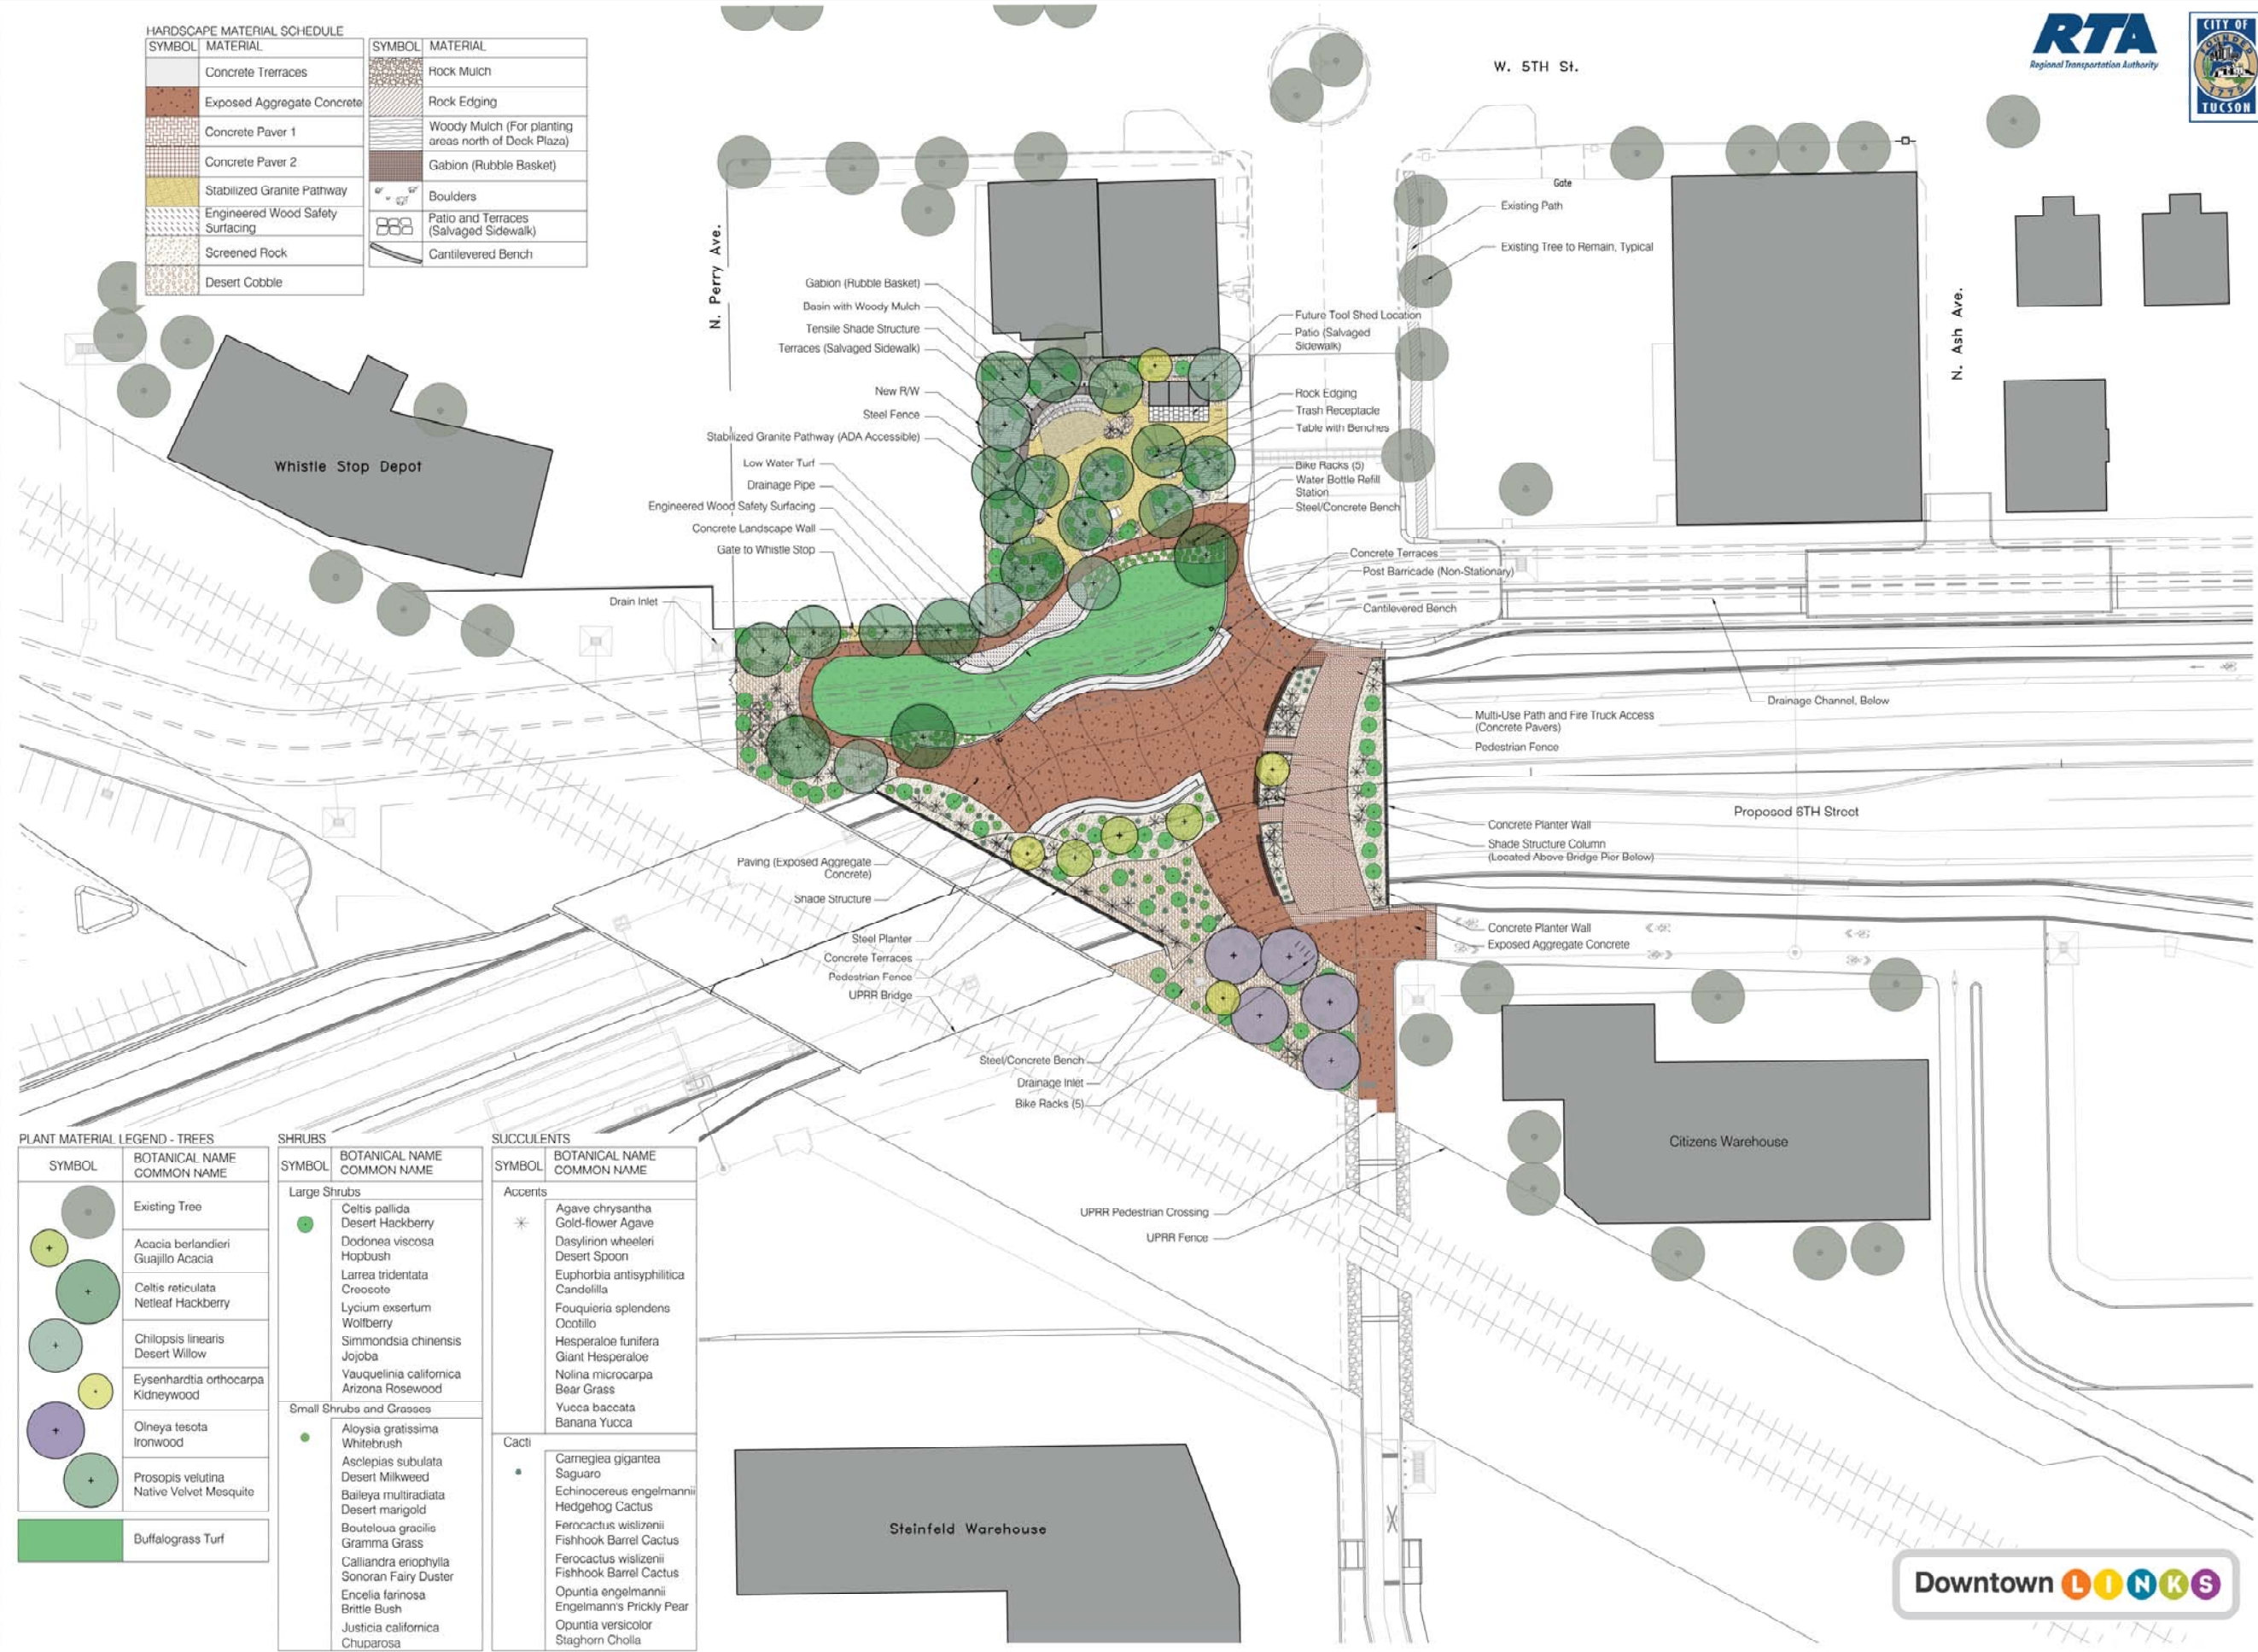 HARDSCAPE MATERIAL SCHEDULE
SYMBOL MATERIAL
Concrete Trerraces
Exposed Aggregate Concrete
Concrete Paver 1
Concrete Paver 2
Stabilized Granite Pathway
Engineered Wood Safety
Surfacing
Screened Rock
Desert Cobble
SYMBOL MATERIAL
Rock Mulch
Rock Edging
Woody Mulch (For planting
areas north of Deck Plaza)
Gabion (Rubble Basket)
Boulders
Patio and Terraces
(Salvaged Sidewalk)
Cantilevered Bench
RTA
Regional Transportation Authority
CITY OF
FOUNDED
1775
TUCSON
W. 5TH St.
N. Perry Ave.
N. Ash Ave.
Gate
Existing Path
Existing Tree to Remain, Typical
Whistle Stop Depot
Gabion (Rubble Basket)
Basin with Woody Mulch
Tensile Shade Structure
Terraces (Salvaged Sidewalk)
New R/W
Steel Fence
Stabilized Granite Pathway (ADA Accessible)
Low Water Turf
Drainage Pipe
Engineered Wood Safety Surfacing
Concrete Landscape Wall
Gate to Whistle Stop
Drain Inlet
Future Tool Shed Location
Patio (Salvaged
Sidewalk)
Rock Edging
Trash Receptacle
Table with Benches
Bike Racks (5)
Water Bottle Refill
Station
Steel/Concrete Bench
Concrete Terraces
Post Barricade (Non-Stationary)
Cantilevered Bench
Drainage Channel, Below
Multi-Use Path and Fire Truck Access
(Concrete Pavers)
Pedestrian Fence
Proposed 6TH Street
Concrete Planter Wall
Shade Structure Column
(Located Above Bridge Pier Below)
Concrete Planter Wall
Exposed Aggregate Concrete
Paving (Exposed Aggregate
Concrete)
Shade Structure
Steel Planter
Concrete Terraces
Pedestrian Fence
UPRR Bridge
Steel/Concrete Bench
Drainage Inlet
Bike Racks (5)
UPRR Pedestrian Crossing
UPRR Fence
Citizens Warehouse
Steinfeld Warehouse
PLANT MATERIAL LEGEND - TREES
SYMBOL
BOTANICAL NAME
COMMON NAME
Existing Tree
Acacia berlandieri
Guajillo Acacia
Celtis reticulata
Netleaf Hackberry
Chilopsis linearis
Desert Willow
Eysenhardtia orthocarpa
Kidneywood
Olneya tesota
Ironwood
Prosopis velutina
Native Velvet Mesquite
Buffalograss Turf
SHRUBS
SYMBOL
BOTANICAL NAME
COMMON NAME
Large Shrubs
Celtis pallida
Desert Hackberry
Dodonea viscosa
Hopbush
Larrea tridentata
Creosote
Lycium exsertum
Wolfberry
Simmondsia chinensis
Jojoba
Vauquelinia californica
Arizona Rosewood
Small Shrubs and Grasses
Aloysia gratissima
Whitebrush
Asclepias subulata
Desert Milkweed
Baileya multiradiata
Desert marigold
Bouteloua gracilis
Gramma Grass
Calliandra eriophylla
Sonoran Fairy Duster
Encelia farinosa
Brittle Bush
Justicia californica
Chuparosa
SUCCULENTS
SYMBOL
BOTANICAL NAME
COMMON NAME
Accents
Agave chrysantha
Gold-flower Agave
Dasylirion wheeleri
Desert Spoon
Euphorbia antisyphilitica
Candelilla
Fouquieria splendens
Ocotillo
Hesperaloe funifera
Giant Hesperaloe
Nolina microcarpa
Bear Grass
Yucca baccata
Banana Yucca
Cacti
Carnegiea gigantea
Saguaro
Echinocereus engelmannii
Hedgehog Cactus
Ferocactus wislizenii
Fishhook Barrel Cactus
Ferocactus wislizenii
Fishhook Barrel Cactus
Opuntia engelmannii
Engelmann's Prickly Pear
Opuntia versicolor
Staghorn Cholla
Downtown LINKS